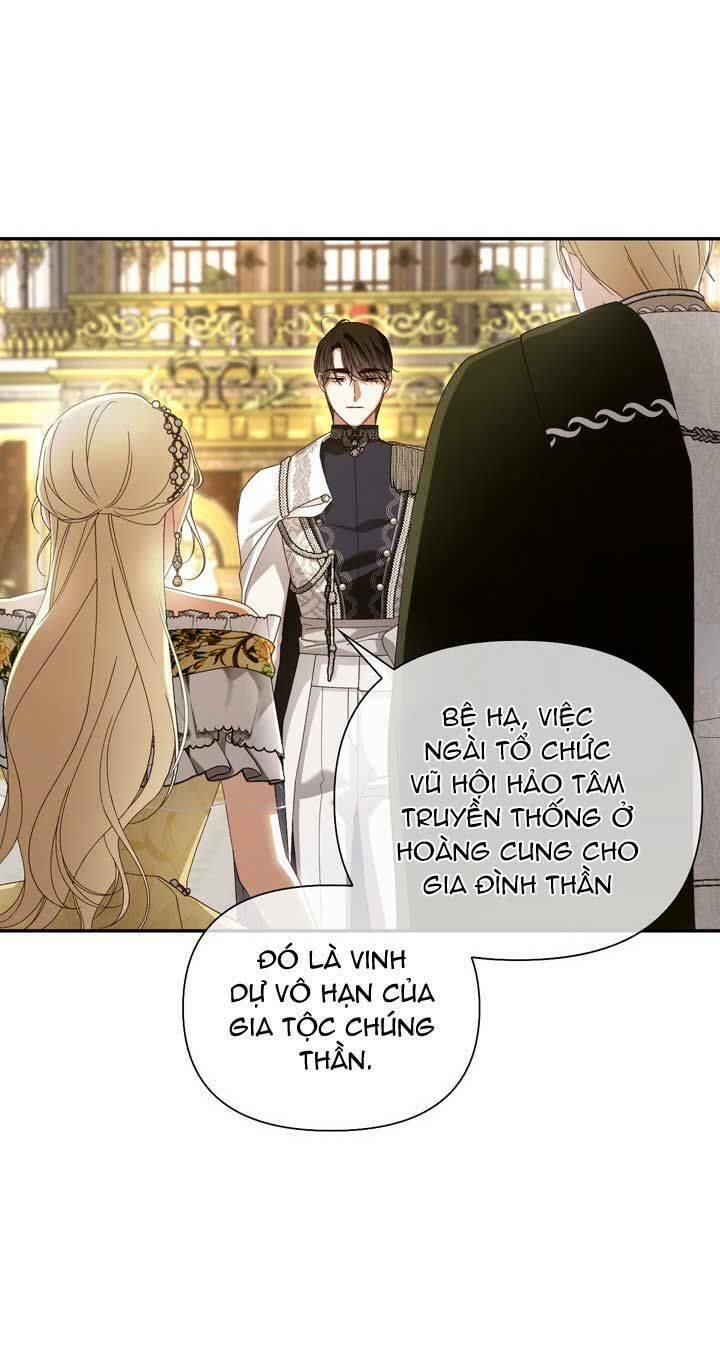 BỆ HẠ, VIỆC
NGÀI TỔ CHỨC
VŨ HỘI HẢO TÂM
TRUYỀN THỐNG Ở
HOÀNG CUNG CHO
GIA ĐÌNH THẦN
ĐÓ LÀ VINH
DỰ VÔ HẠN CỦA
GIA TỘC CHÚNG
THẦN.